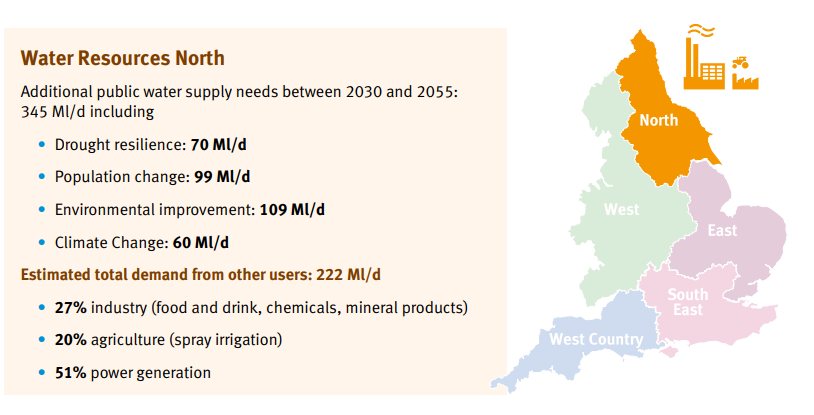 Water Resources North
Additional public water supply needs between 2030 and 2055:
345 Ml/d including
• Drought resilience: 70 Ml/d
• Population change: 99 Ml/d
• Environmental improvement: 109 Ml/d
• Climate Change: 60 Ml/d
Estimated total demand from other users: 222 Ml/d
• 27% industry (food and drink, chemicals, mineral products)
• 20% agriculture (spray irrigation)
• 51% power generation
North
West
East
South
East
West Country